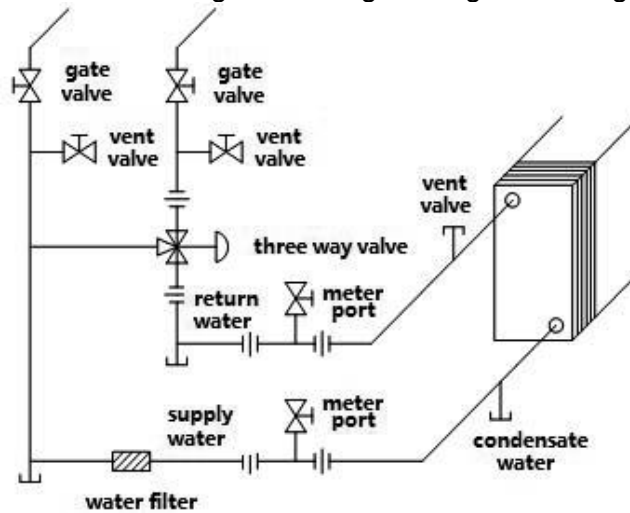 gate
valve
gate
valve
vent
valve
vent
valve
vent
valve
three way valve
return
water
meter
port
supply
water
meter
port
condensate
water
water filter